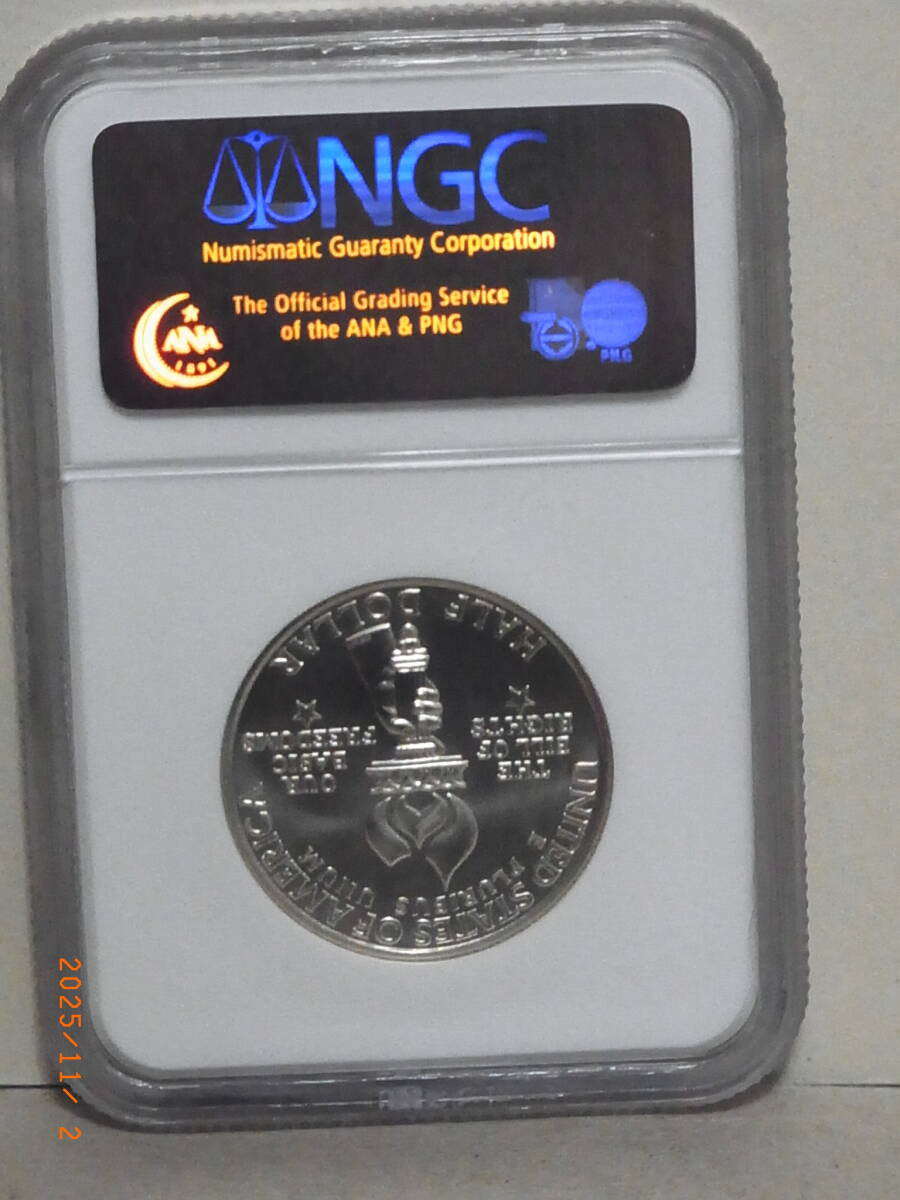 NGC
Numismatic Guaranty Corporation
The Official Grading Service
of the ANA & PNG
ANA
1891
PNG
UNITED STATES OF AMERICA
E PLURIBUS UNUM
THE
BILL OF
RIGHTS
OUR
BASIC
FREEDOMS
HALF DOLLAR
2025/11/ 2